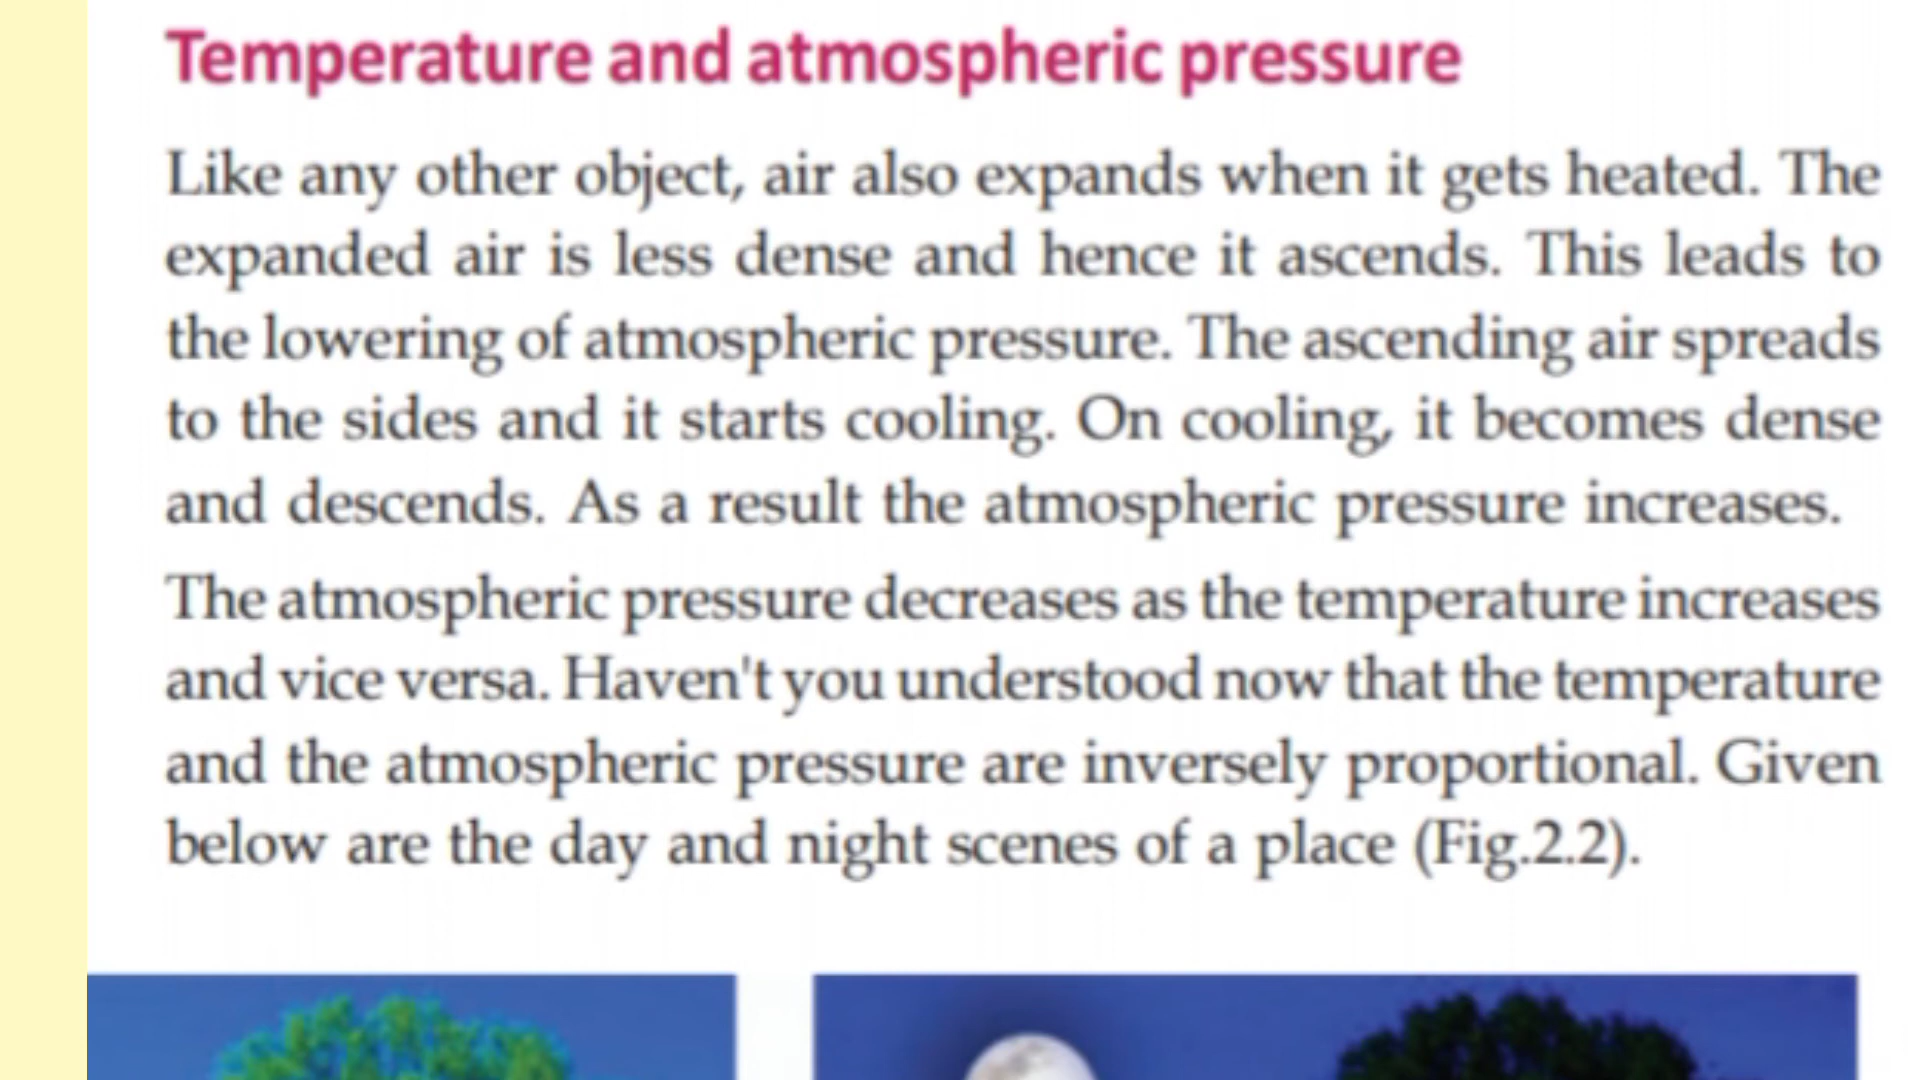 Temperature and atmospheric pressure
Like any other object, air also expands when it gets heated. The
expanded air is less dense and hence it ascends. This leads to
the lowering of atmospheric pressure. The ascending air spreads
to the sides and it starts cooling. On cooling, it becomes dense
and descends. As a result the atmospheric pressure increases.
The atmospheric pressure decreases as the temperature increases
and vice versa. Haven't you understood now that the temperature
and the atmospheric pressure are inversely proportional. Given
below are the day and night scenes of a place (Fig.2.2).